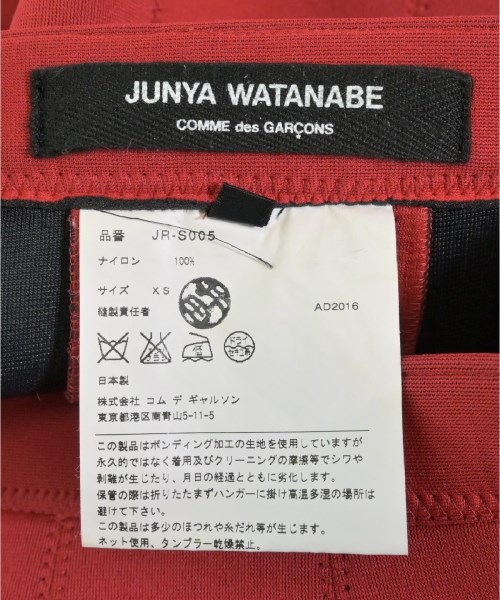 JUNYA WATANABE
COMME des GARÇONS
品番 JR-S005
ナイロン 100%
サイズ XS
縫製責任者
AD2016
日本製
株式会社 コム デ ギャルソン
東京都港区南青山5-11-5
この製品はボンディング加工の生地を使用していますが
永久的ではなく着用及びクリーニングの摩擦等でシワや
剥離が生じたり、月日の経過とともに劣化します。
保管の際は折りたたまずハンガーに掛け高温多湿の場所は
避けて下さい。
この製品は多少のほつれや糸だれ等が生じます。
ネット使用、タンブラー乾燥禁止。